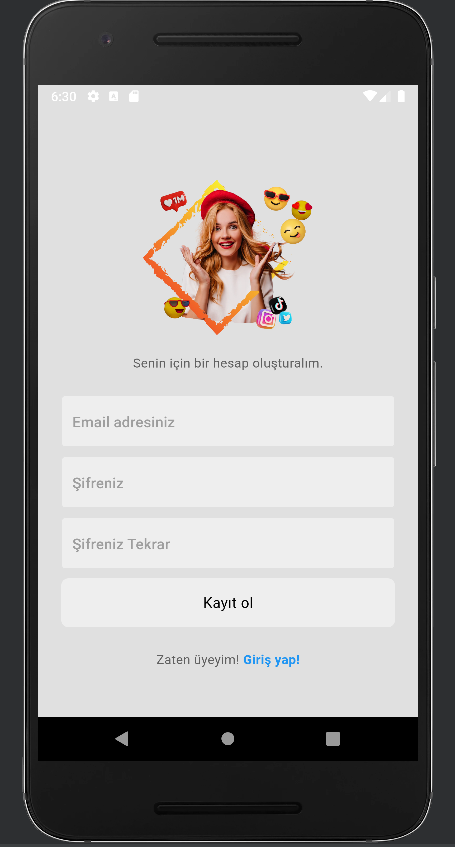 6:30
1M
Senin için bir hesap oluşturalım.
Email adresiniz
Şifreniz
Şifreniz Tekrar
Kayıt ol
Zaten üyeyim! Giriş yap!